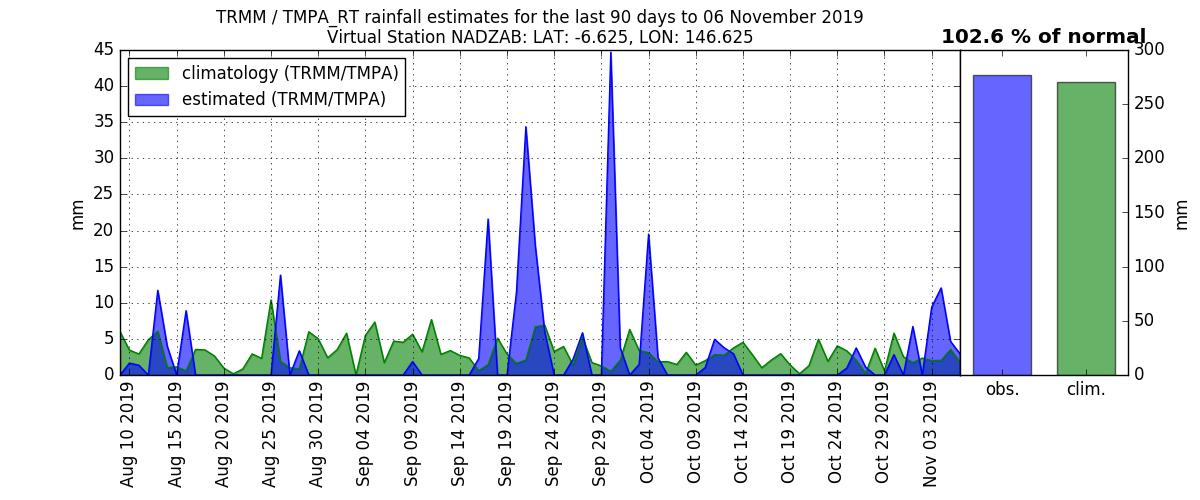 TRMM / TMPA_RT rainfall estimates for the last 90 days to 06 November 2019
Virtual Station NADZAB: LAT: -6.625, LON: 146.625
102.6 % of normal
climatology (TRMM/TMPA)
estimated (TRMM/TMPA)
45
40
35
30
25
20
15
10
5
0
mm
Aug 10 2019
Aug 15 2019
Aug 20 2019
Aug 25 2019
Aug 30 2019
Sep 04 2019
Sep 09 2019
Sep 14 2019
Sep 19 2019
Sep 24 2019
Sep 29 2019
Oct 04 2019
Oct 09 2019
Oct 14 2019
Oct 19 2019
Oct 24 2019
Oct 29 2019
Nov 03 2019
obs.
clim.
300
250
200
150
100
50
0
mm